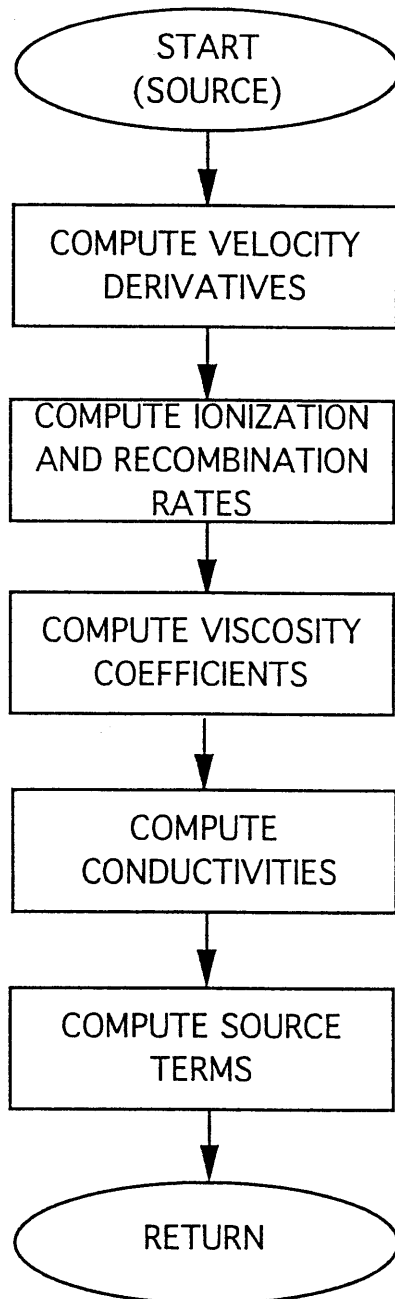 START
(SOURCE)
COMPUTE VELOCITY
DERIVATIVES
COMPUTE IONIZATION
AND RECOMBINATION
RATES
COMPUTE VISCOSITY
COEFFICIENTS
COMPUTE
CONDUCTIVITIES
COMPUTE SOURCE
TERMS
RETURN